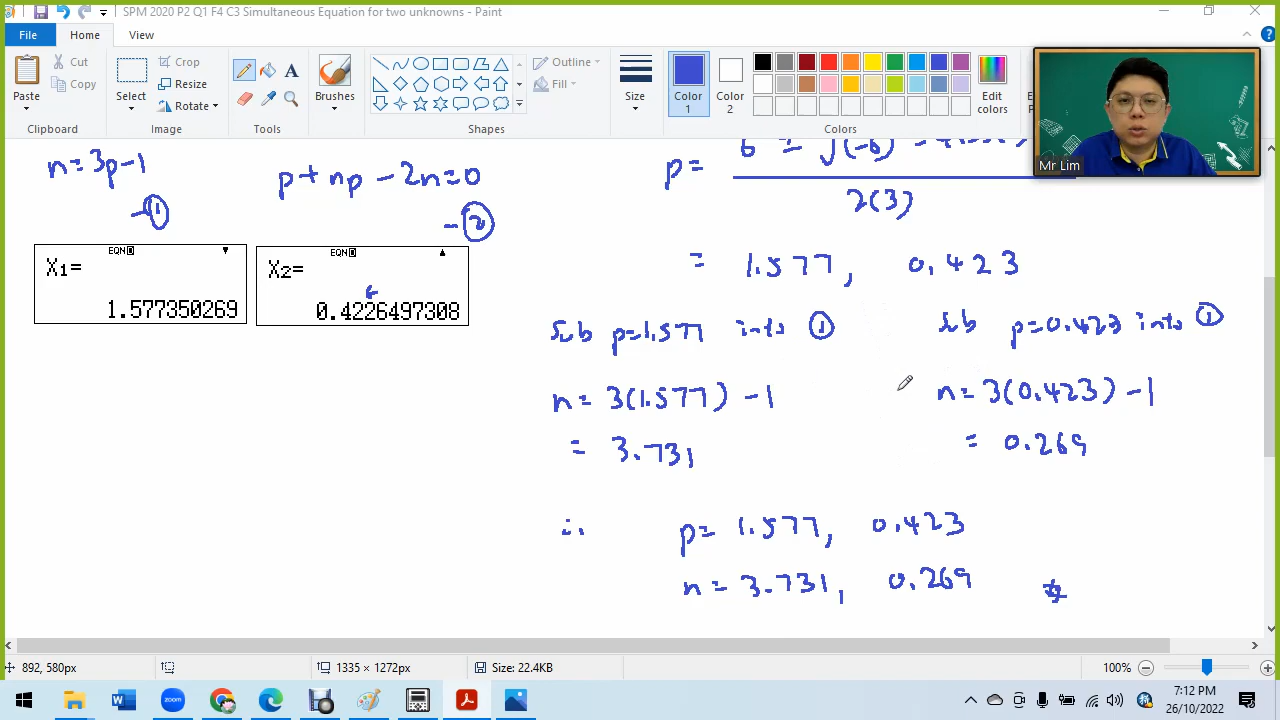 SPM 2020 P2 Q1 F4 C3 Simultaneous Equation for two unknowns - Paint
File Home View
Paste Cut Copy Clipboard
Select Crop Resize Rotate Image
Tools
Brushes
Shapes Outline Fill
Size
Color 1 Color 2 Edit colors Colors
Mr Lim
n = 3p - 1
- ①
p + np - 2n = 0
- ②
EQN
X1=
1.577350269
EQN
X2=
0.4226497308
p =
2(3)
= 1.577, 0.423
Sub p=1.577 into ①
n = 3(1.577) - 1
= 3.731
Sub p=0.423 into ①
n = 3(0.423) - 1
= 0.269
∴ p = 1.577, 0.423
n = 3.731, 0.269
892, 580px 1335 × 1272px Size: 22.4KB 100%
7:12 PM
26/10/2022